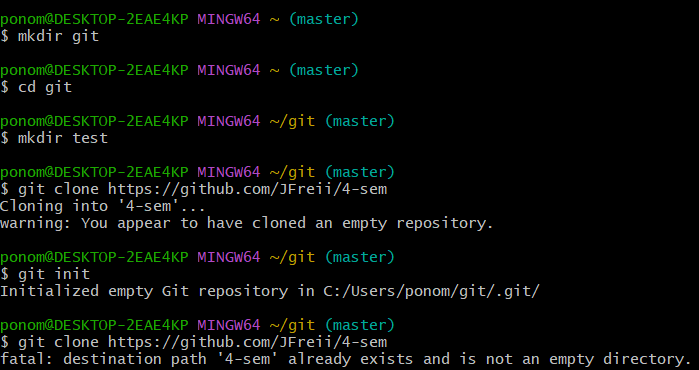 ponom@DESKTOP-2EAE4KP MINGW64 ~ (master)
$ mkdir git
ponom@DESKTOP-2EAE4KP MINGW64 ~ (master)
$ cd git
ponom@DESKTOP-2EAE4KP MINGW64 ~/git (master)
$ mkdir test
ponom@DESKTOP-2EAE4KP MINGW64 ~/git (master)
$ git clone https://github.com/JFreii/4-sem
Cloning into '4-sem'...
warning: You appear to have cloned an empty repository.
ponom@DESKTOP-2EAE4KP MINGW64 ~/git (master)
$ git init
Initialized empty Git repository in C:/Users/ponom/git/.git/
ponom@DESKTOP-2EAE4KP MINGW64 ~/git (master)
$ git clone https://github.com/JFreii/4-sem
fatal: destination path '4-sem' already exists and is not an empty directory.